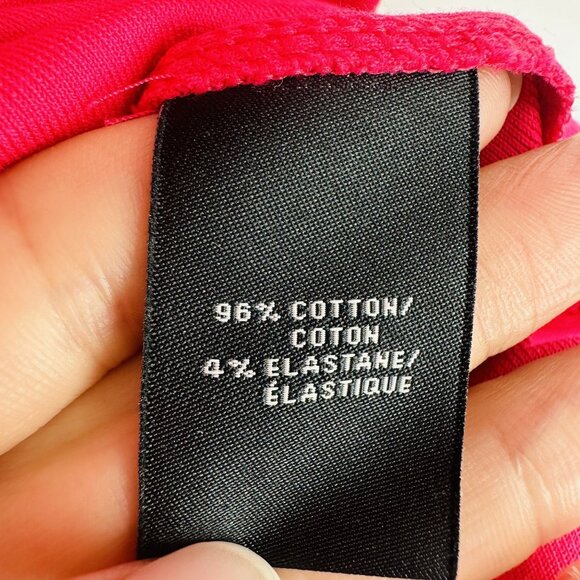 96% COTTON/
COTON
4% ELASTANE/
ÉLASTIQUE